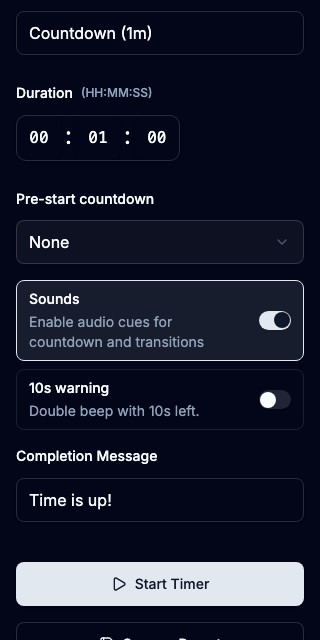 Countdown (1m)
Duration (HH:MM:SS)
00 : 01 : 00
Pre-start countdown
None
Sounds
Enable audio cues for
countdown and transitions
10s warning
Double beep with 10s left.
Completion Message
Time is up!
Start Timer